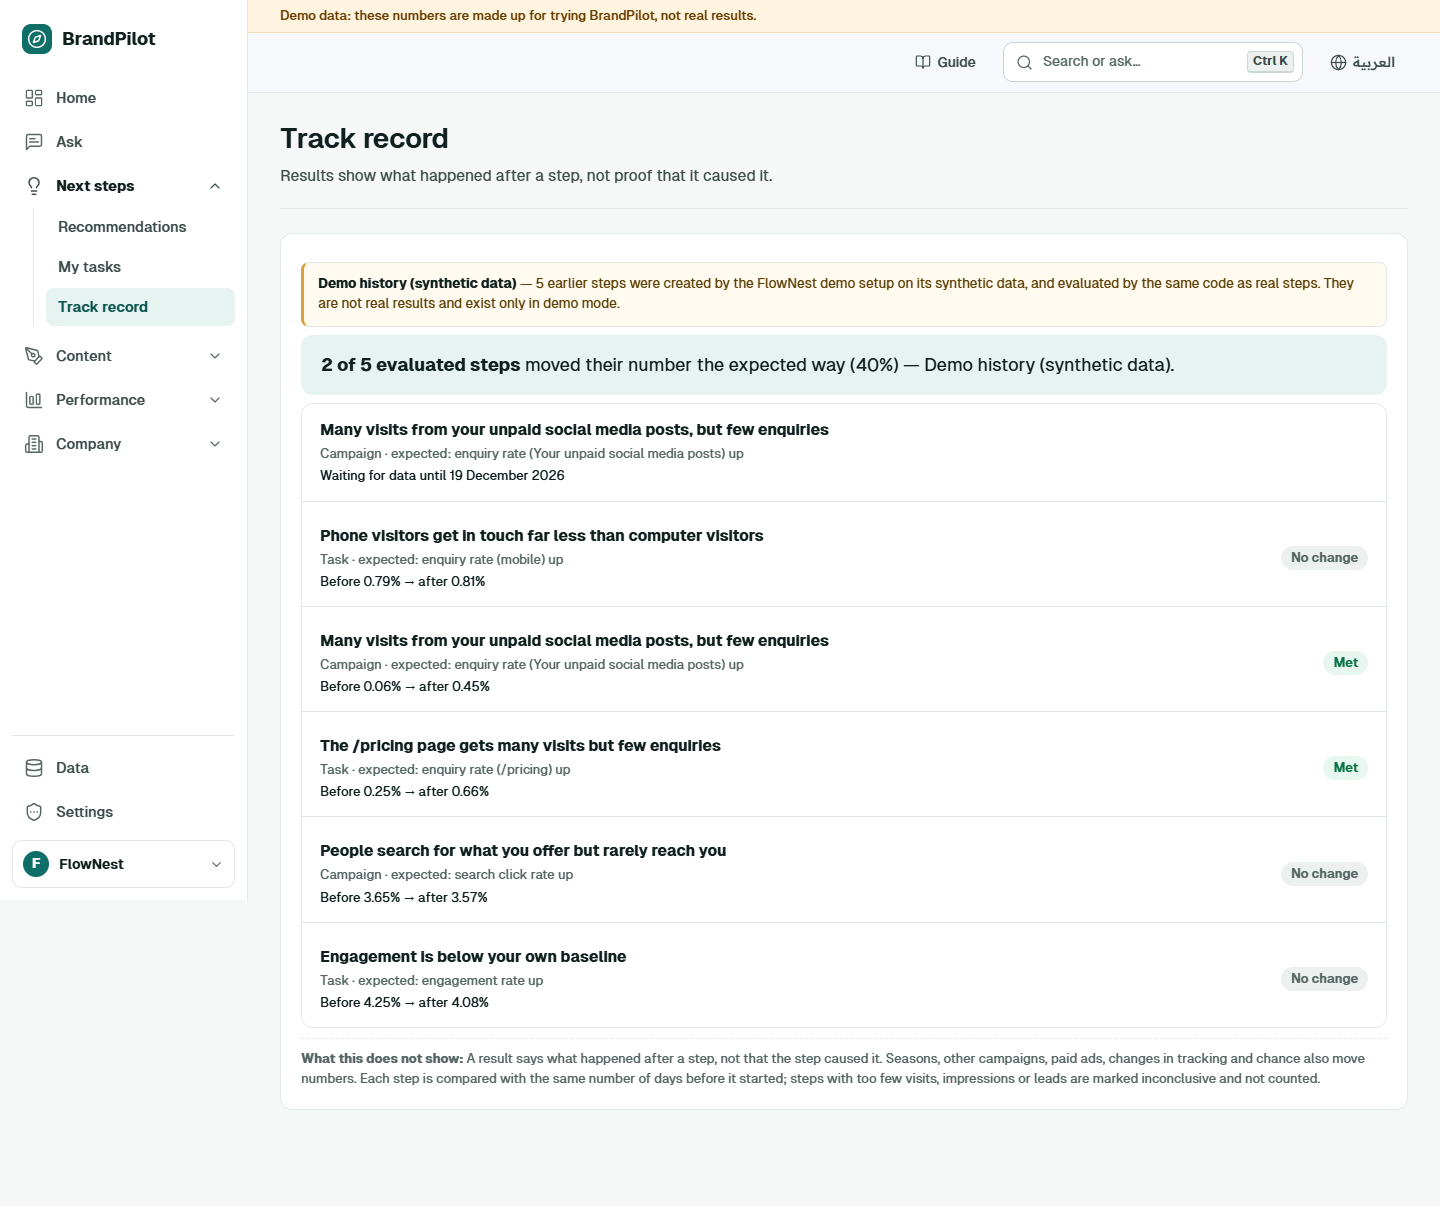 Demo data: these numbers are made up for trying BrandPilot, not real results.
BrandPilot
Guide
Search or ask...
Ctrl K
العربية
Home
Ask
Next steps
Recommendations
My tasks
Track record
Content
Performance
Company
Data
Settings
F
FlowNest
Track record
Results show what happened after a step, not proof that it caused it.
Demo history (synthetic data) — 5 earlier steps were created by the FlowNest demo setup on its synthetic data, and evaluated by the same code as real steps. They
are not real results and exist only in demo mode.
2 of 5 evaluated steps moved their number the expected way (40%) — Demo history (synthetic data).
Many visits from your unpaid social media posts, but few enquiries
Campaign · expected: enquiry rate (Your unpaid social media posts) up
Waiting for data until 19 December 2026
Phone visitors get in touch far less than computer visitors
Task · expected: enquiry rate (mobile) up
Before 0.79% → after 0.81%
No change
Many visits from your unpaid social media posts, but few enquiries
Campaign · expected: enquiry rate (Your unpaid social media posts) up
Before 0.06% → after 0.45%
Met
The /pricing page gets many visits but few enquiries
Task · expected: enquiry rate (/pricing) up
Before 0.25% → after 0.66%
Met
People search for what you offer but rarely reach you
Campaign · expected: search click rate up
Before 3.65% → after 3.57%
No change
Engagement is below your own baseline
Task · expected: engagement rate up
Before 4.25% → after 4.08%
No change
What this does not show: A result says what happened after a step, not that the step caused it. Seasons, other campaigns, paid ads, changes in tracking and chance also move
numbers. Each step is compared with the same number of days before it started; steps with too few visits, impressions or leads are marked inconclusive and not counted.